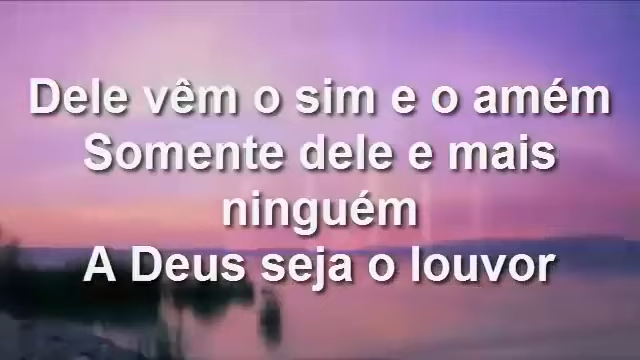 Dele vêm o sim e o amém
Somente dele e mais
ninguém
A Deus seja o louvor